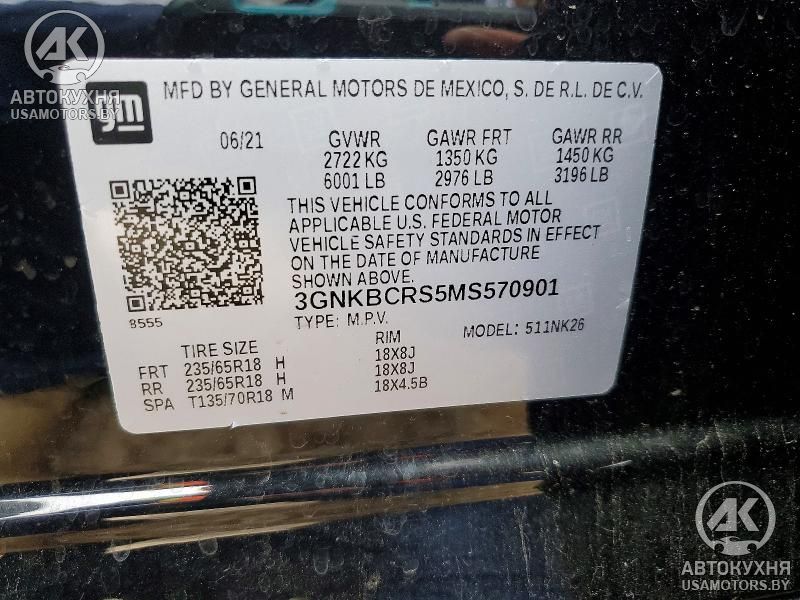 AK
АВТОКУХНЯ
USAMOTORS.BY
gm
MFD BY GENERAL MOTORS DE MEXICO, S. DE R.L. DE C.V.
06/21 GVWR GAWR FRT GAWR RR
2722 KG 1350 KG 1450 KG
6001 LB 2976 LB 3196 LB
THIS VEHICLE CONFORMS TO ALL
APPLICABLE U.S. FEDERAL MOTOR
VEHICLE SAFETY STANDARDS IN EFFECT
ON THE DATE OF MANUFACTURE
SHOWN ABOVE.
3GNKBCRS5MS570901
8555 TYPE: M.P.V. MODEL: 511NK26
TIRE SIZE RIM
FRT 235/65R18 H 18X8J
RR 235/65R18 H 18X8J
SPA T135/70R18 M 18X4.5B
AK
АВТОКУХНЯ
USAMOTORS.BY